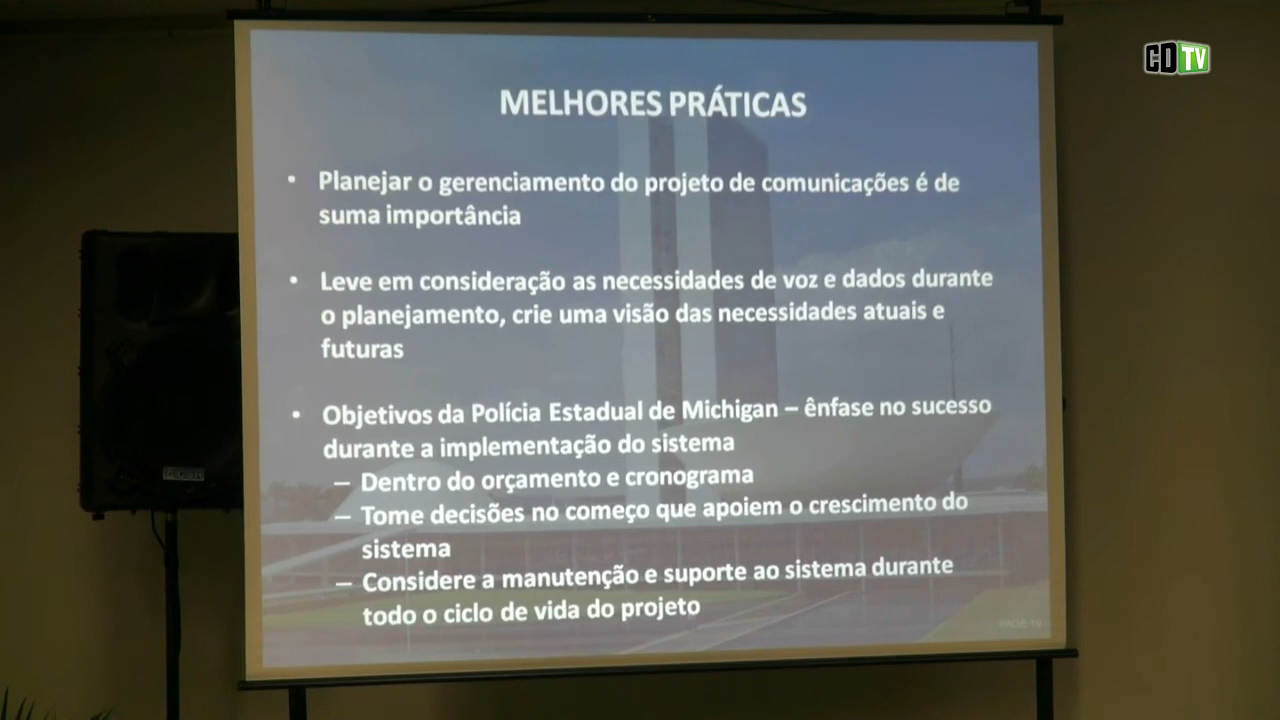 CDTV
MELHORES PRÁTICAS
• Planejar o gerenciamento do projeto de comunicações é de
suma importância
• Leve em consideração as necessidades de voz e dados durante
o planejamento, crie uma visão das necessidades atuais e
futuras
• Objetivos da Polícia Estadual de Michigan – ênfase no sucesso
durante a implementação do sistema
– Dentro do orçamento e cronograma
– Tome decisões no começo que apoiem o crescimento do
sistema
– Considere a manutenção e suporte ao sistema durante
todo o ciclo de vida do projeto
PAGE 19